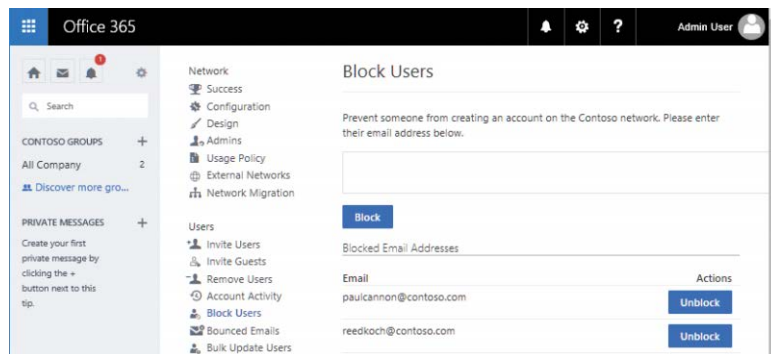 Office 365
?
Admin User
1
Search
CONTOSO GROUPS +
All Company 2
Discover more gro...
PRIVATE MESSAGES +
Create your first
private message by
clicking the +
button next to this
tip.
Network
Success
Configuration
Design
Admins
Usage Policy
External Networks
Network Migration
Users
Invite Users
Invite Guests
Remove Users
Account Activity
Block Users
Bounced Emails
Bulk Update Users
Block Users
Prevent someone from creating an account on the Contoso network. Please enter
their email address below.
Block
Blocked Email Addresses
Email Actions
paulcannon@contoso.com Unblock
reedkoch@contoso.com Unblock